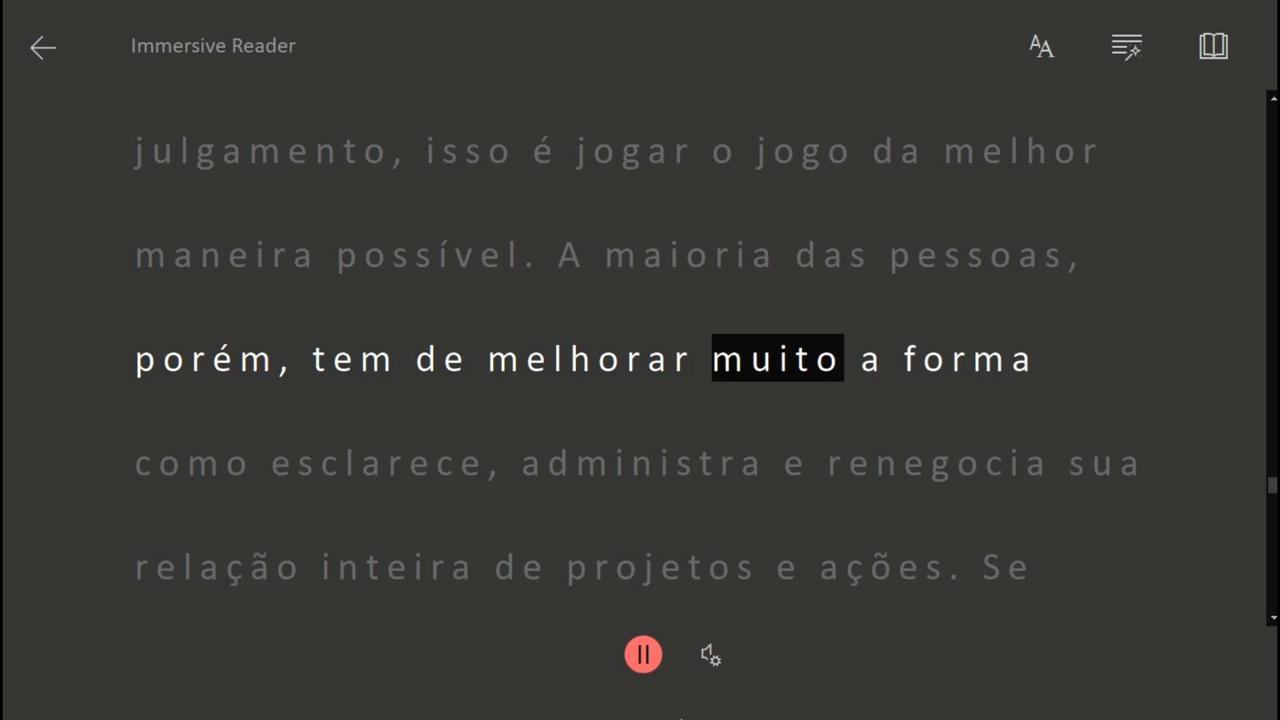 Immersive Reader
julgamento, isso é jogar o jogo da melhor
maneira possível. A maioria das pessoas,
porém, tem de melhorar muito a forma
como esclarece, administra e renegocia sua
relação inteira de projetos e ações. Se